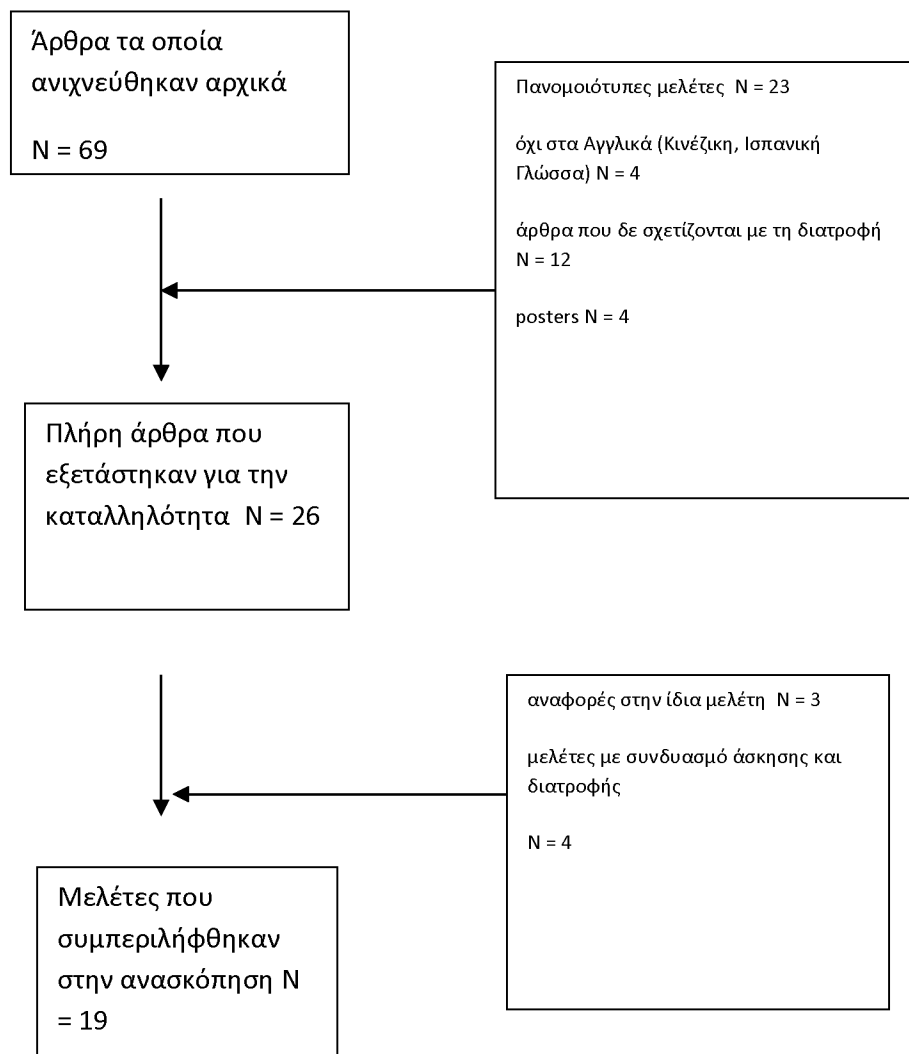 Άρθρα τα οποία
ανιχνεύθηκαν αρχικά
N = 69
Πανομοιότυπες μελέτες N = 23
όχι στα Αγγλικά (Κινέζικη, Ισπανική
Γλώσσα) N = 4
άρθρα που δε σχετίζονται με τη διατροφή
N = 12
posters N = 4
Πλήρη άρθρα που
εξετάστηκαν για την
καταλληλότητα N = 26
αναφορές στην ίδια μελέτη N = 3
μελέτες με συνδυασμό άσκησης και
διατροφής
N = 4
Μελέτες που
συμπεριλήφθηκαν
στην ανασκόπηση N
= 19